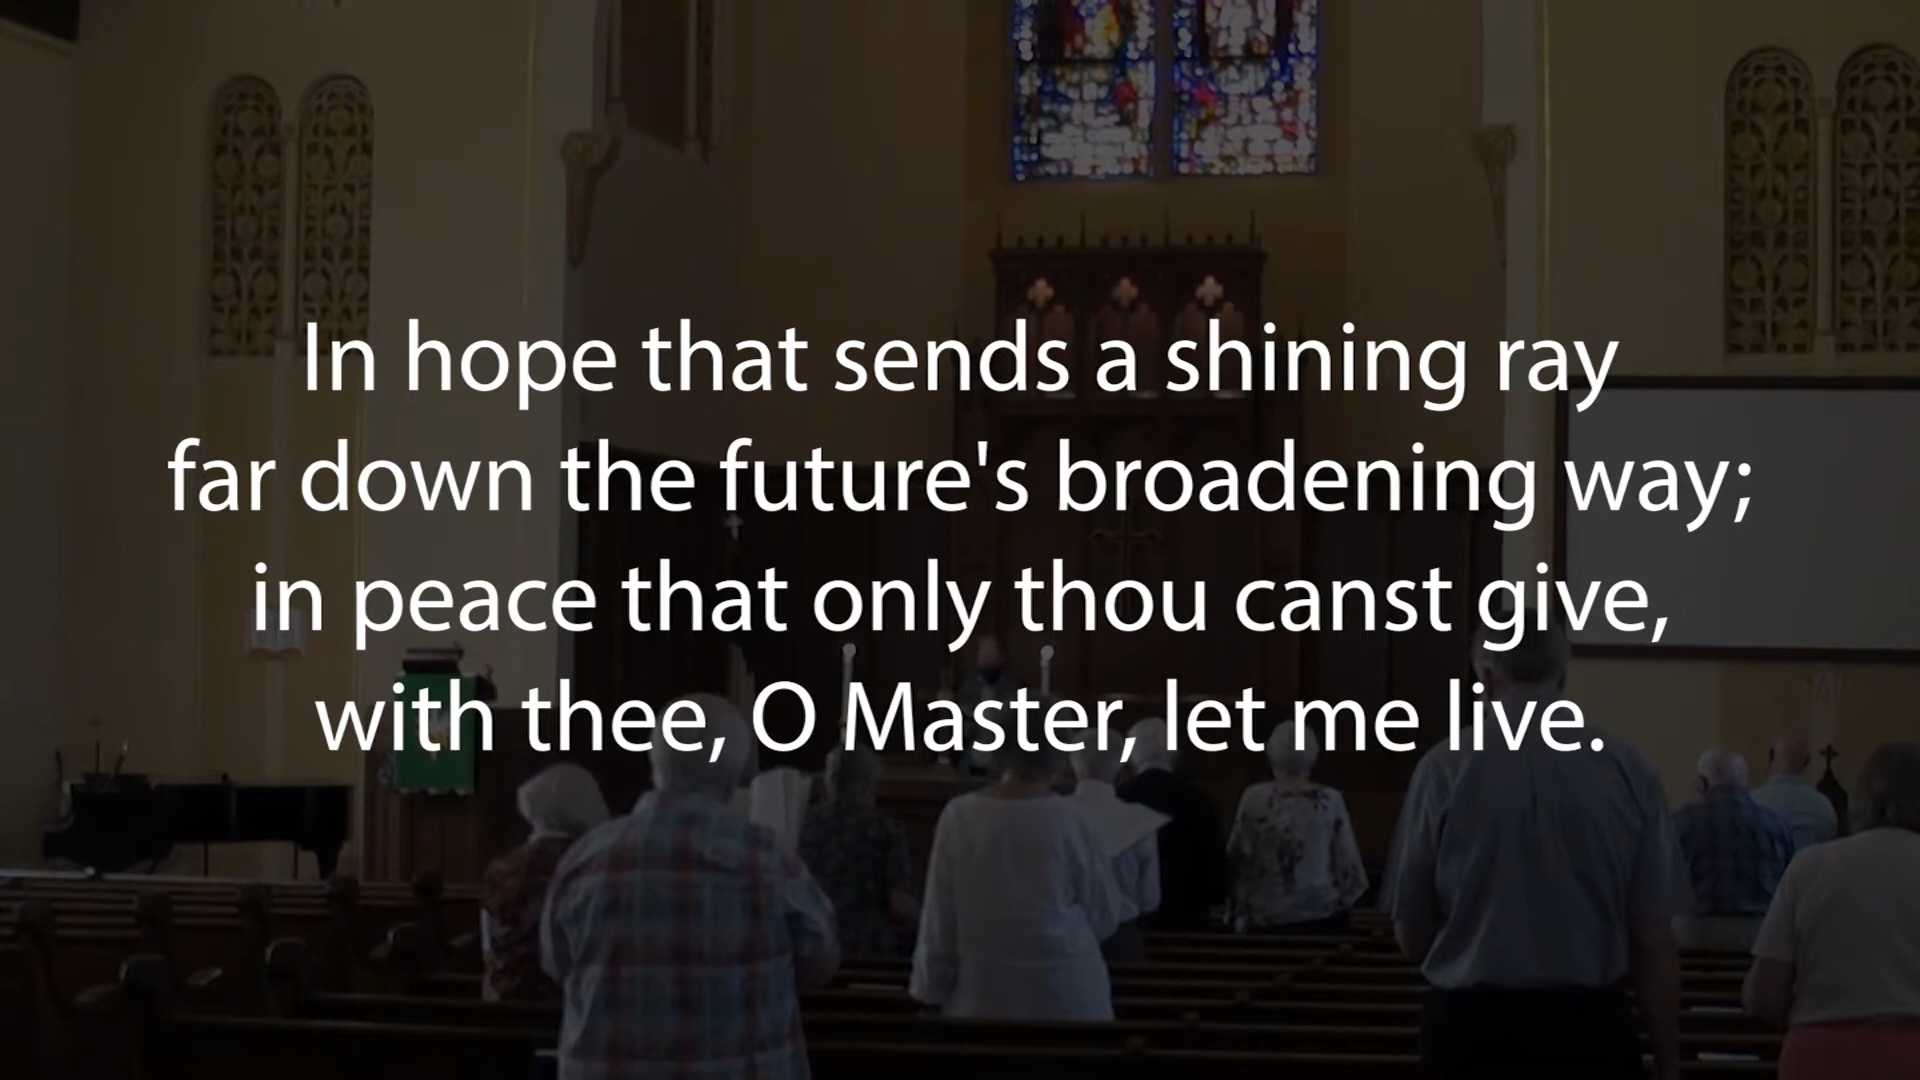 In hope that sends a shining ray
far down the future's broadening way;
in peace that only thou canst give,
with thee, O Master, let me live.